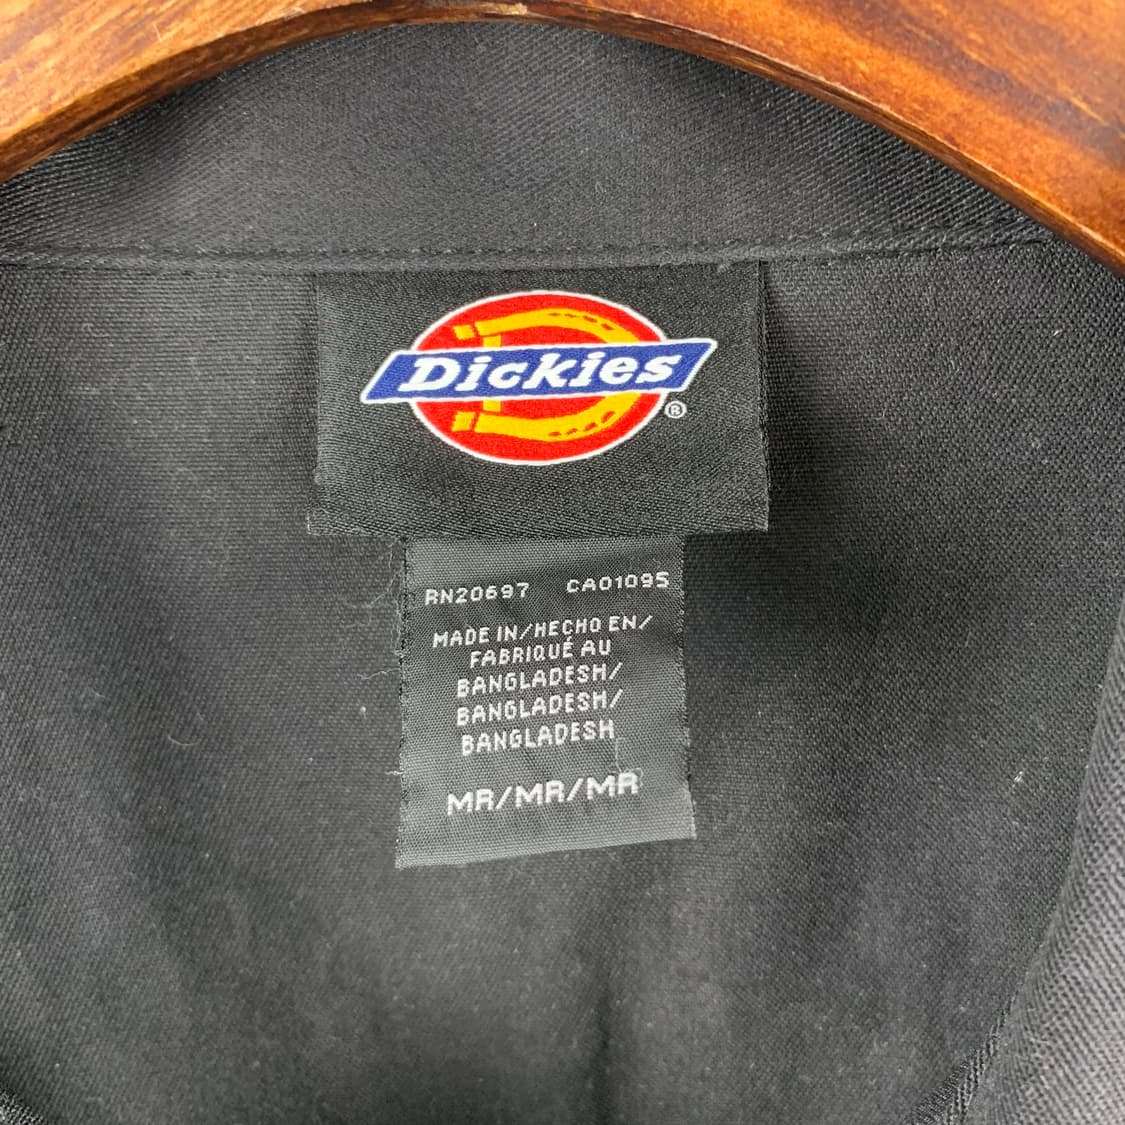 Dickies
®
RN20697 CA01095
MADE IN/HECHO EN/
FABRIQUÉ AU
BANGLADESH/
BANGLADESH/
BANGLADESH
MR/MR/MR